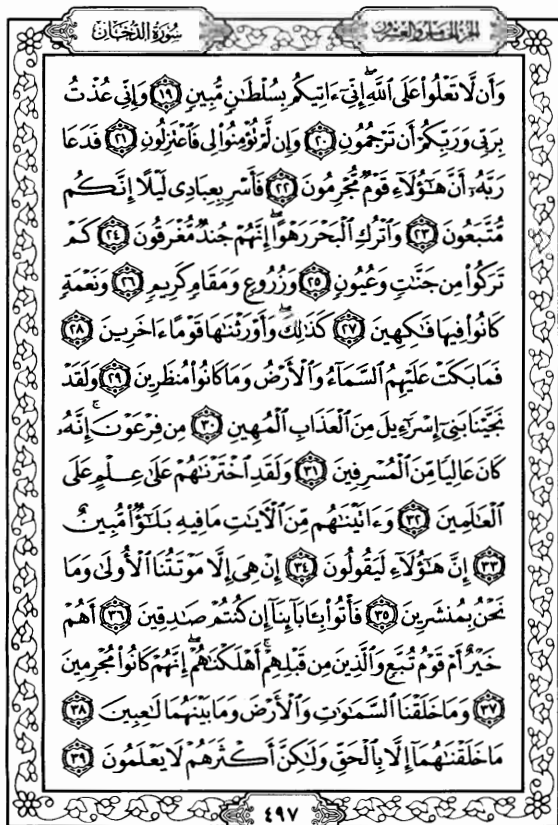 سُورَةُ الدُّخَانِ
الجُزْءُ الخَامِسُ وَالعِشْرُونَ
وَأَن لَّا تَعْلُوا۟ عَلَى ٱللَّهِ ۖ إِنِّىٓ ءَاتِيكُم بِسُلْطَٰنٍ مُّبِينٍ ١٩ وَإِنِّى عُذْتُ
بِرَبِّى وَرَبِّكُمْ أَن تَرْجُمُونِ ٢٠ وَإِن لَّمْ تُؤْمِنُوا۟ لِى فَٱعْتَزِلُونِ ٢١ فَدَعَا
رَبَّهُۥٓ أَنَّ هَٰٓؤُلَآءِ قَوْمٌ مُّجْرِمُونَ ٢٢ فَأَسْرِ بِعِبَادِى لَيْلًا إِنَّكُم
مُّتَّبَعُونَ ٢٣ وَٱتْرُكِ ٱلْبَحْرَ رَهْوًا ۖ إِنَّهُمْ جُندٌ مُّغْرَقُونَ ٢٤ كَمْ
تَرَكُوا۟ مِن جَنَّٰتٍ وَعُيُونٍ ٢٥ وَزُرُوعٍ وَمَقَامٍ كَرِيمٍ ٢٦ وَنَعْمَةٍ
كَانُوا۟ فِيهَا فَٰكِهِينَ ٢٧ كَذَٰلِكَ ۖ وَأَوْرَثْنَٰهَا قَوْمًا ءَاخَرِينَ ٢٨
فَمَا بَكَتْ عَلَيْهِمُ ٱلسَّمَآءُ وَٱلْأَرْضُ وَمَا كَانُوا۟ مُنظَرِينَ ٢٩ وَلَقَدْ
نَجَّيْنَا بَنِىٓ إِسْرَٰٓءِيلَ مِنَ ٱلْعَذَابِ ٱلْمُهِينِ ٣٠ مِن فِرْعَوْنَ ۚ إِنَّهُۥ
كَانَ عَالِيًا مِّنَ ٱلْمُسْرِفِينَ ٣١ وَلَقَدِ ٱخْتَرْنَٰهُمْ عَلَىٰ عِلْمٍ عَلَى
ٱلْعَٰلَمِينَ ٣٢ وَءَاتَيْنَٰهُم مِّنَ ٱلْءَايَٰتِ مَا فِيهِ بَلَٰٓؤٌا۟ مُّبِينٌ
٣٣ إِنَّ هَٰٓؤُلَآءِ لَيَقُولُونَ ٣٤ إِنْ هِىَ إِلَّا مَوْتَتُنَا ٱلْأُولَىٰ وَمَا
نَحْنُ بِمُنشَرِينَ ٣٥ فَأْتُوا۟ بِـَٔابَآئِنَآ إِن كُنتُمْ صَٰدِقِينَ ٣٦ أَهُمْ
خَيْرٌ أَمْ قَوْمُ تُبَّعٍ وَٱلَّذِينَ مِن قَبْلِهِمْ ۚ أَهْلَكْنَٰهُمْ ۖ إِنَّهُمْ كَانُوا۟ مُجْرِمِينَ
٣٧ وَمَا خَلَقْنَا ٱلسَّمَٰوَٰتِ وَٱلْأَرْضَ وَمَا بَيْنَهُمَا لَٰعِبِينَ ٣٨
مَا خَلَقْنَٰهُمَآ إِلَّا بِٱلْحَقِّ وَلَٰكِنَّ أَكْثَرَهُمْ لَا يَعْلَمُونَ ٣٩
٤٩٧